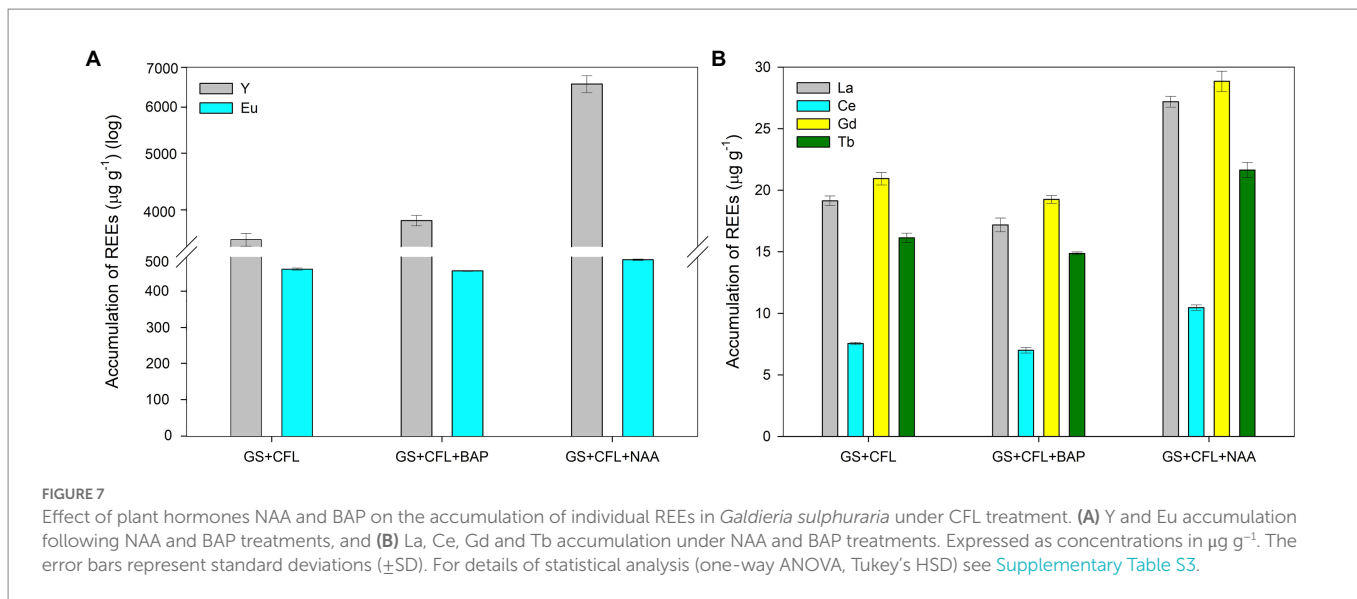 A
Accumulation of REEs (μg g⁻¹) (log)
7000
6000
5000
4000
500
400
300
200
100
0
Y
Eu
GS+CFL
GS+CFL+BAP
GS+CFL+NAA
B
Accumulation of REEs (μg g⁻¹)
30
25
20
15
10
5
0
La
Ce
Gd
Tb
GS+CFL
GS+CFL+BAP
GS+CFL+NAA
FIGURE 7
Effect of plant hormones NAA and BAP on the accumulation of individual REEs in Galdieria sulphuraria under CFL treatment. (A) Y and Eu accumulation
following NAA and BAP treatments, and (B) La, Ce, Gd and Tb accumulation under NAA and BAP treatments. Expressed as concentrations in μg g⁻¹. The
error bars represent standard deviations (±SD). For details of statistical analysis (one-way ANOVA, Tukey's HSD) see Supplementary Table S3.